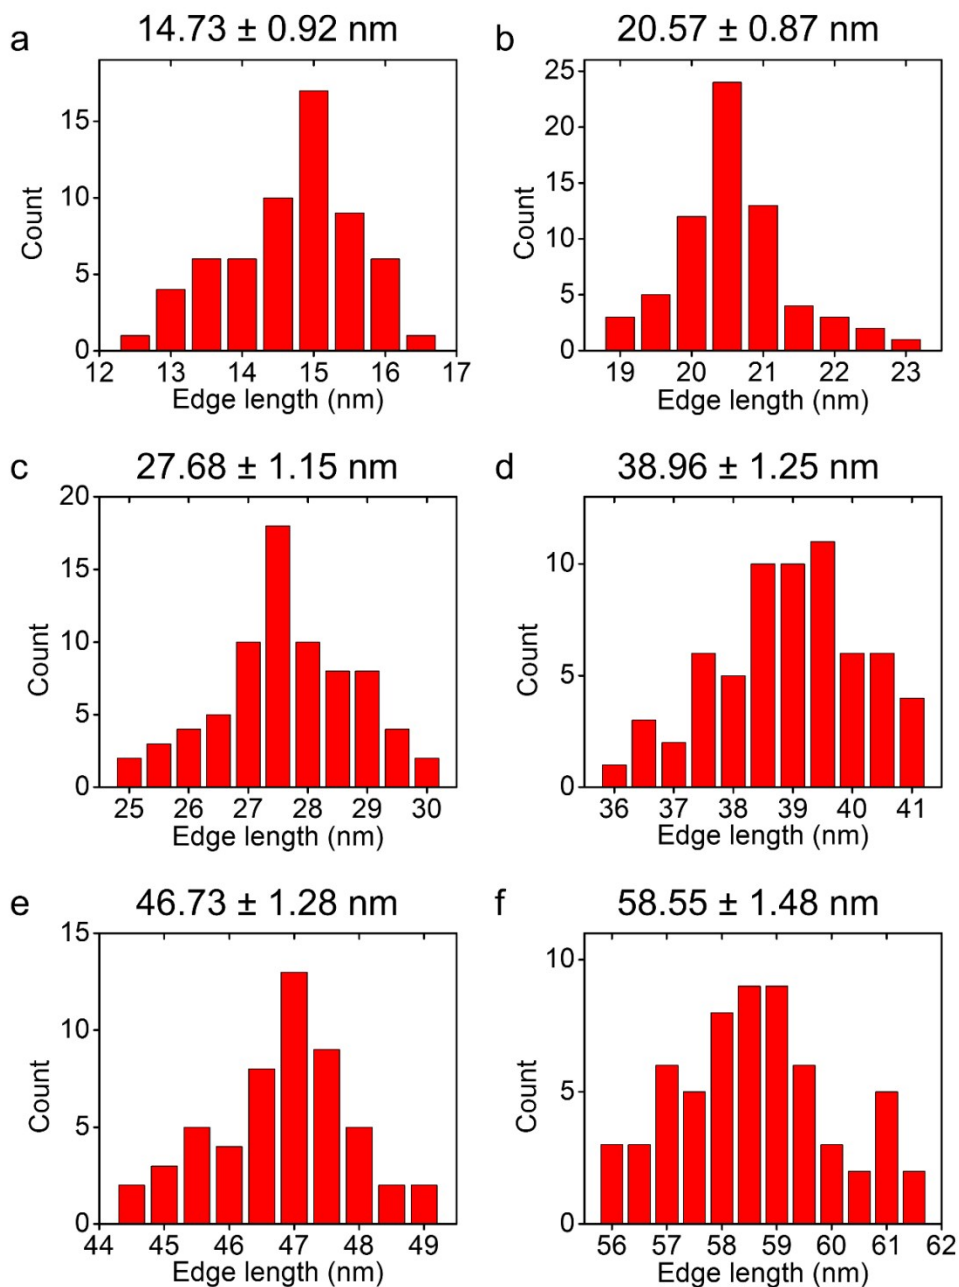 a 14.73 ± 0.92 nm
15
10
5
0
Count
12 13 14 15 16 17
Edge length (nm)
b 20.57 ± 0.87 nm
25
20
15
10
5
0
Count
19 20 21 22 23
Edge length (nm)
c 27.68 ± 1.15 nm
20
15
10
5
0
Count
25 26 27 28 29 30
Edge length (nm)
d 38.96 ± 1.25 nm
10
5
0
Count
36 37 38 39 40 41
Edge length (nm)
e 46.73 ± 1.28 nm
15
10
5
0
Count
44 45 46 47 48 49
Edge length (nm)
f 58.55 ± 1.48 nm
10
5
0
Count
56 57 58 59 60 61 62
Edge length (nm)